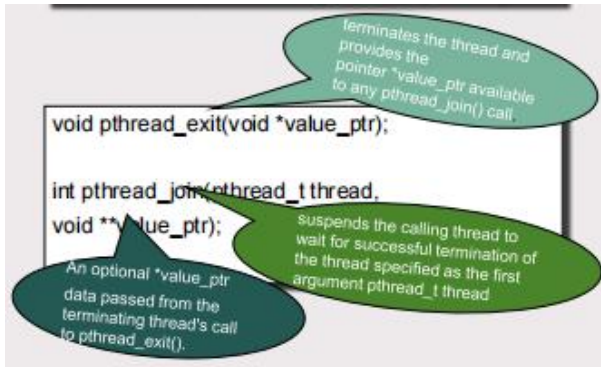 terminates the thread and
provides the
pointer *value_ptr available
to any pthread_join() call,
void pthread_exit(void *value_ptr);
int pthread_join(pthread_t thread,
void **value_ptr);
suspends the calling thread to
wait for successful termination of
the thread specified as the first
argument pthread_t thread
An optional *value_ptr
data passed from the
terminating thread's call
to pthread_exit().